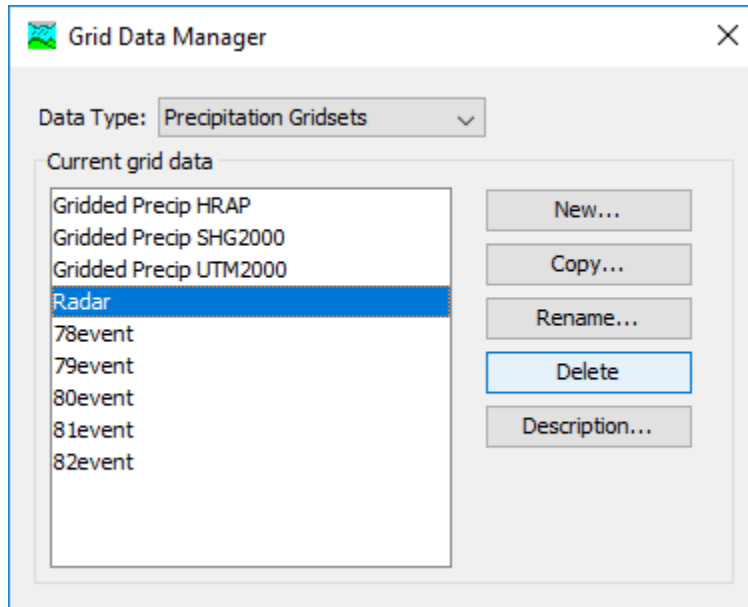 Grid Data Manager
Data Type: Precipitation Gridsets
Current grid data
Gridded Precip HRAP
Gridded Precip SHG2000
Gridded Precip UTM2000
Radar
78event
79event
80event
81event
82event
New...
Copy...
Rename...
Delete
Description...